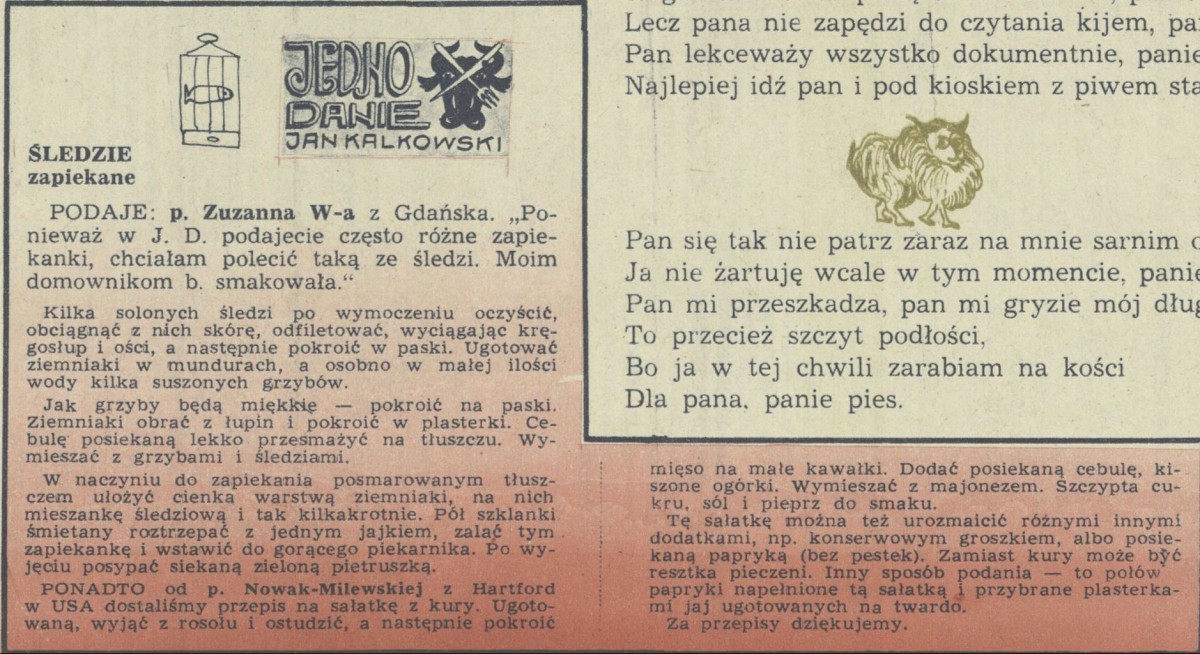 JEDNO
DANIE
JAN KALKOWSKI
ŚLEDZIE
zapiekane
PODAJE: p. Zuzanna W-a z Gdańska. „Po-
nieważ w J. D. podajecie często różne zapie-
kanki, chciałam polecić taką ze śledzi. Moim
domownikom b. smakowała.“
Kilka solonych śledzi po wymoczeniu oczyścić,
obciągnąć z nich skórę, odfiletować, wyciągając krę-
gosłup i ości, a następnie pokroić w paski. Ugotować
ziemniaki w mundurach, a osobno w małej ilości
wody kilka suszonych grzybów.
Jak grzyby będą miękkie — pokroić na paski.
Ziemniaki obrać z łupin i pokroić w plasterki. Ce-
bulę posiekaną lekko przesmażyć na tłuszczu. Wy-
mieszać z grzybami i śledziami.
W naczyniu do zapiekania posmarowanym tłusz-
czem ułożyć cienka warstwą ziemniaki, na nich
mieszankę śledziową i tak kilkakrotnie. Pół szklanki
śmietany roztrzepać z jednym jajkiem, zalać tym
zapiekankę i wstawić do gorącego piekarnika. Po wy-
jęciu posypać siekaną zieloną pietruszką.
PONADTO od p. Nowak-Milewskiej z Hartford
w USA dostaliśmy przepis na sałatkę z kury. Ugoto-
waną, wyjąć z rosołu i ostudzić, a następnie pokroić
mięso na małe kawałki. Dodać posiekaną cebulę, ki-
szone ogórki. Wymieszać z majonezem. Szczypta cu-
kru, sól i pieprz do smaku.
Tę sałatkę można też urozmaicić różnymi innymi
dodatkami, np. konserwowym groszkiem, albo posie-
kaną papryką (bez pestek). Zamiast kury może być
resztka pieczeni. Inny sposób podania — to połów
papryki napełnione tą sałatką i przybrane plasterka-
mi jaj ugotowanych na twardo.
Za przepisy dziękujemy.
Lecz pana nie zapędzi do czytania kijem, pa
Pan lekceważy wszystko dokumentnie, panie
Najlepiej idź pan i pod kioskiem z piwem sta
Pan się tak nie patrz zaraz na mnie sarnim
Ja nie żartuję wcale w tym momencie, panie
Pan mi przeszkadza, pan mi gryzie mój dług
To przecież szczyt podłości,
Bo ja w tej chwili zarabiam na kości
Dla pana, panie pies.